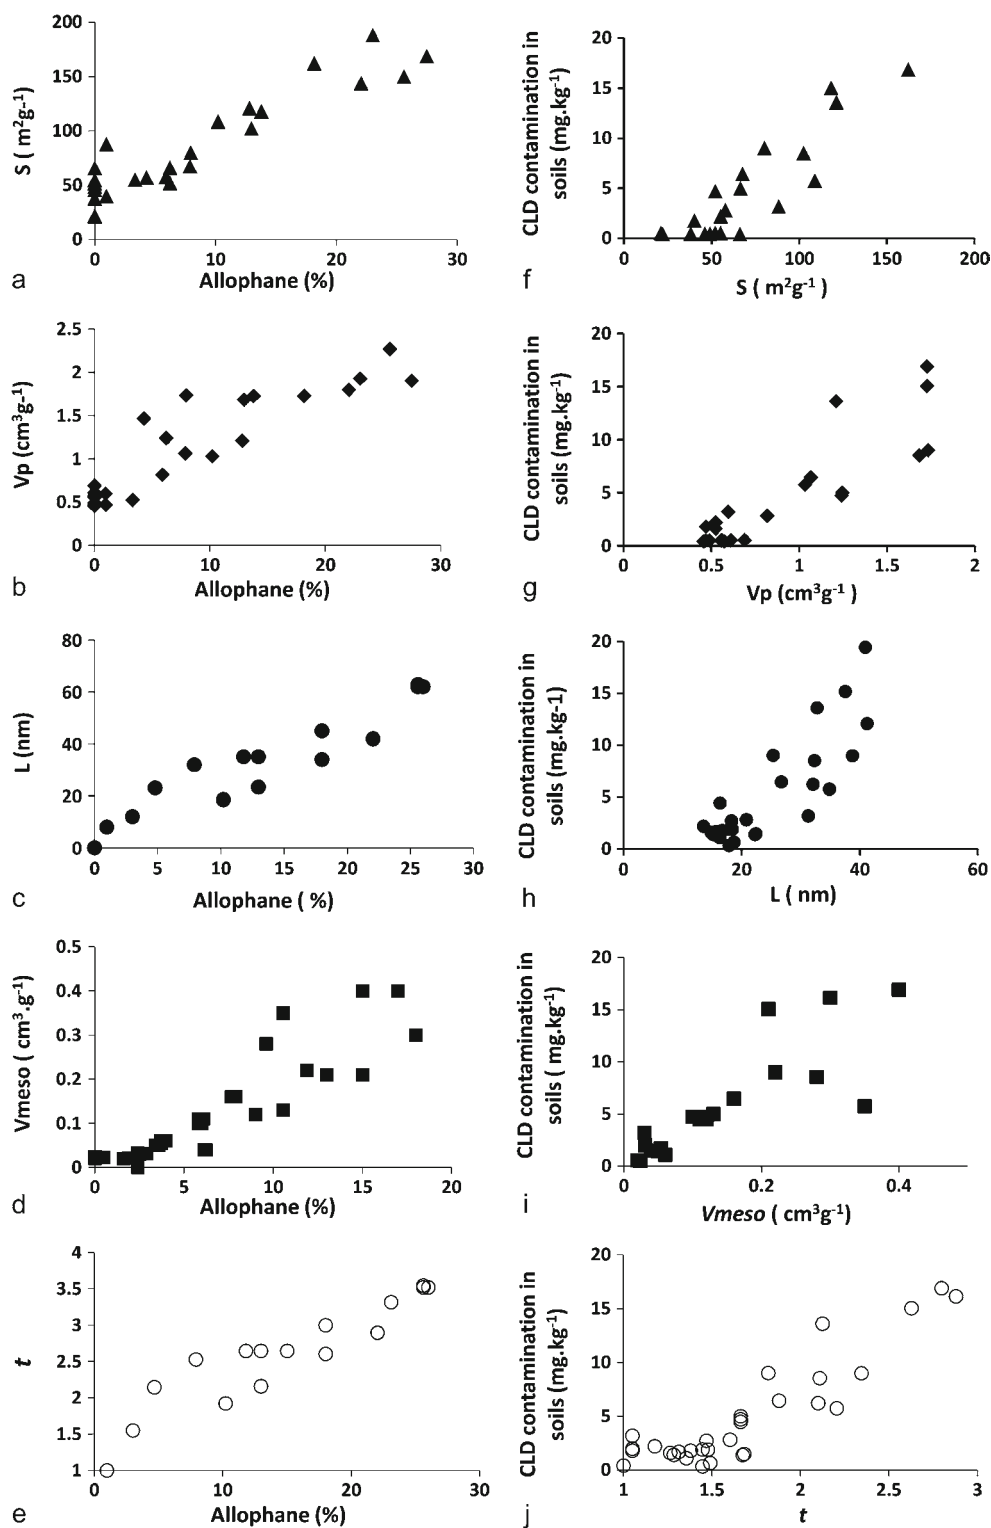 200
150
100
50
0
0 10 20 30
S ( m²g-1)
Allophane (%)
a
20
15
10
5
0
0 50 100 150 200
CLD contamination in
soils (mg.kg⁻¹)
S ( m²g⁻¹ )
f
2.5
2
1.5
1
0.5
0
0 10 20 30
Vp (cm³g-1)
Allophane (%)
b
20
15
10
5
0
0 0.5 1 1.5 2
CLD contamination in
soils (mg.kg⁻¹)
Vp (cm³g⁻¹ )
g
80
60
40
20
0
0 5 10 15 20 25 30
L (nm)
Allophane ( %)
c
20
15
10
5
0
0 20 40 60
CLD contamination in
soils (mg.kg-1)
L ( nm)
h
0.5
0.4
0.3
0.2
0.1
0
0 5 10 15 20
Vmeso ( cm³.g⁻¹)
Allophane (%)
d
20
15
10
5
0
0 0.2 0.4
CLD contamination in
soils ( mg.kg⁻¹)
Vmeso ( cm³g⁻¹)
i
4
3.5
3
2.5
2
1.5
1
0 10 20 30
t
Allophane (%)
e
20
15
10
5
0
1 1.5 2 2.5 3
CLD contamination in
soils (mg.kg⁻¹)
t
j